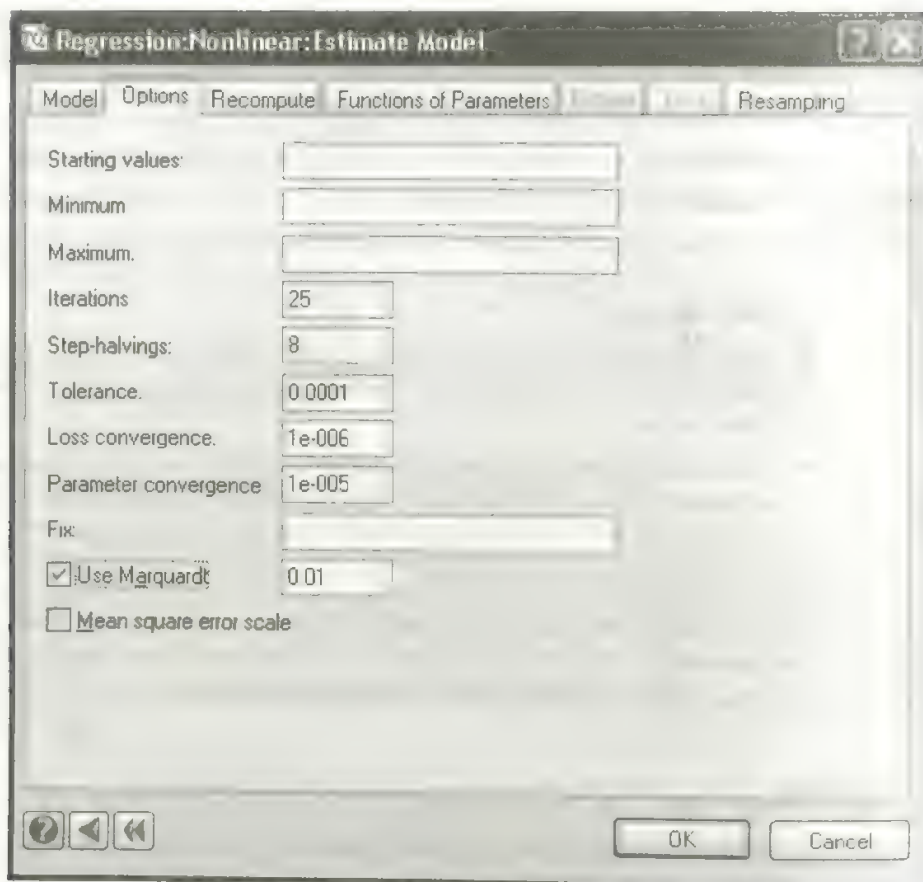 Regression:Nonlinear:Estimate Model
Model Options Recompute Functions of Parameters Resampling
Starting values:
Minimum
Maximum.
Iterations 25
Step-halvings: 8
Tolerance. 0.0001
Loss convergence. 1e-006
Parameter convergence 1e-005
Fix:
Use Marquardt 0.01
Mean square error scale
OK Cancel